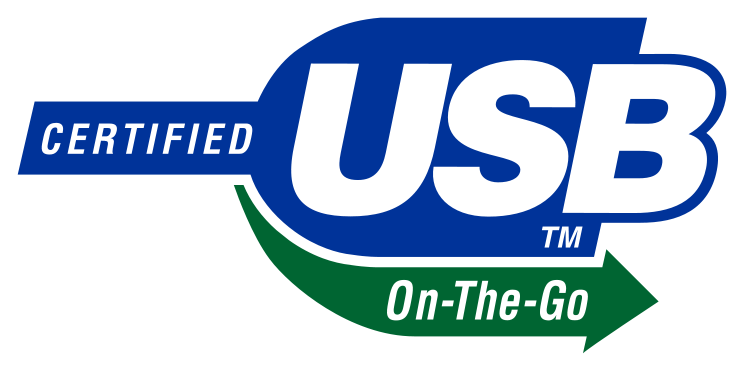 CERTIFIED
USB
TM
On-The-Go